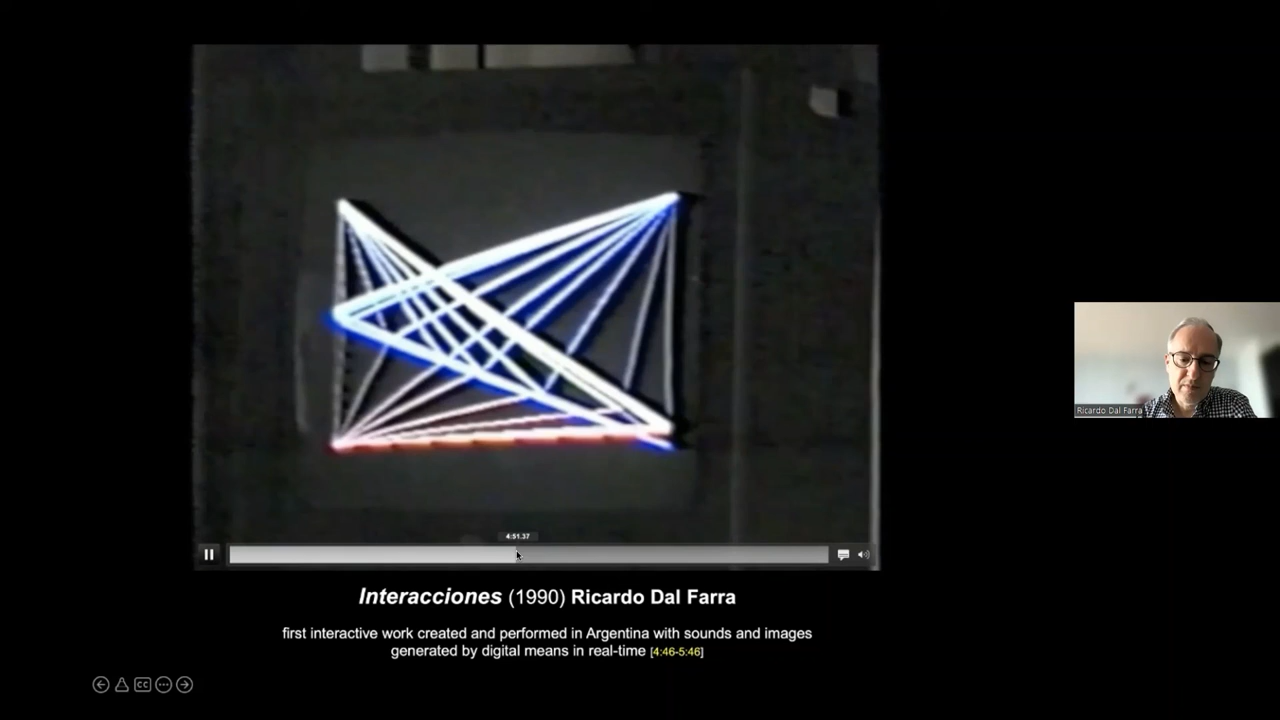 4:51.37
Ricardo Dal Farra
Interacciones (1990) Ricardo Dal Farra
first interactive work created and performed in Argentina with sounds and images
generated by digital means in real-time [4:46-5:46]
CC